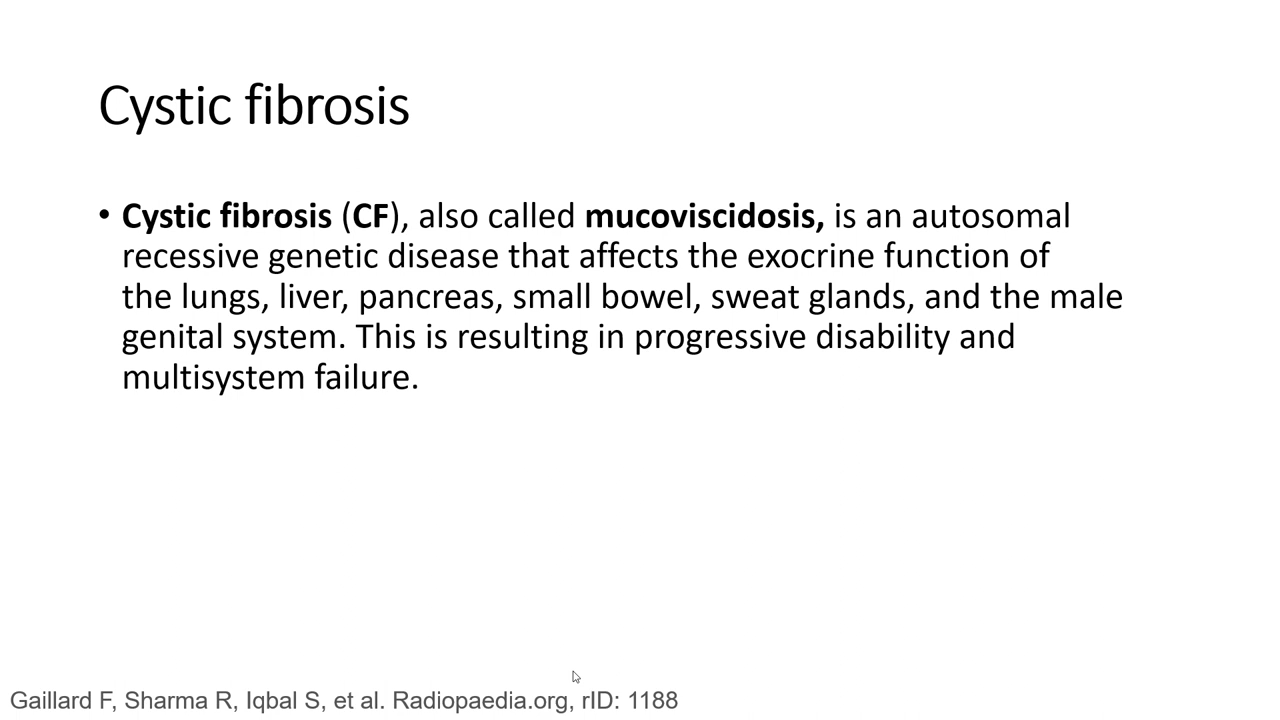 Cystic fibrosis
• Cystic fibrosis (CF), also called mucoviscidosis, is an autosomal
recessive genetic disease that affects the exocrine function of
the lungs, liver, pancreas, small bowel, sweat glands, and the male
genital system. This is resulting in progressive disability and
multisystem failure.
Gaillard F, Sharma R, Iqbal S, et al. Radiopaedia.org, rID: 1188